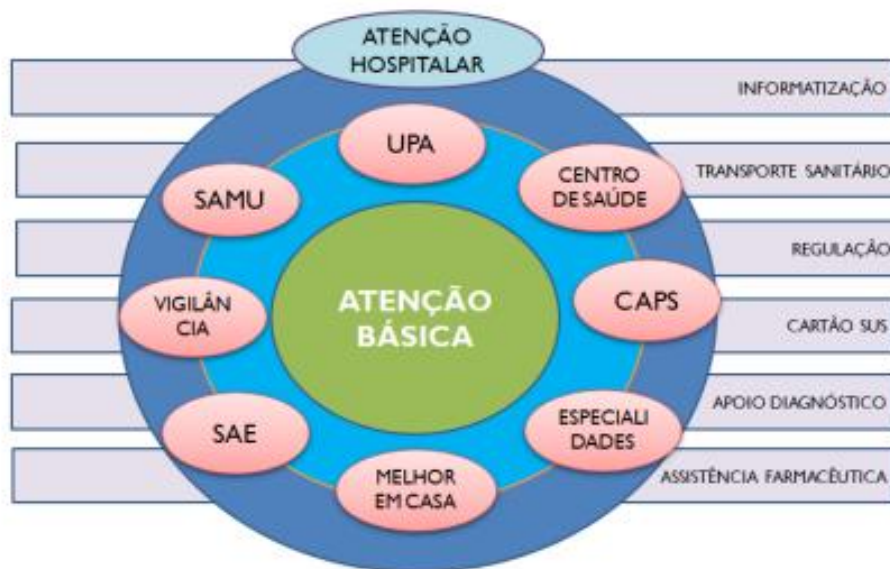 ATENÇÃO
HOSPITALAR
INFORMATIZAÇÃO
UPA
CENTRO
DE SAÚDE
TRANSPORTE SANITÁRIO
SAMU
REGULAÇÃO
VIGILÂN
CIA
ATENÇÃO
BÁSICA
CAPS
CARTÃO SUS
APOIO DIAGNÓSTICO
SAE
ESPECIALI
DADES
MELHOR
EM CASA
ASSISTÊNCIA FARMACÊUTICA